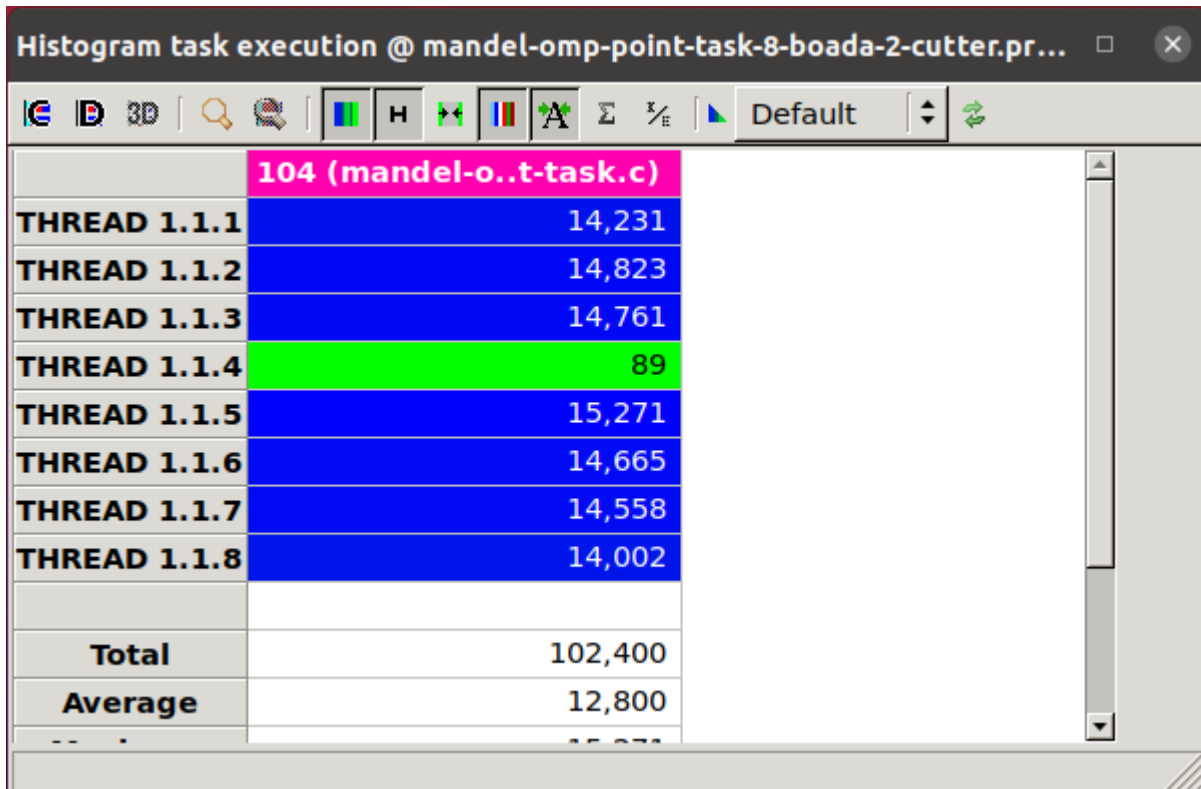 Histogram task execution @ mandel-omp-point-task-8-boada-2-cutter.pr...
3D H A Σ Default
104 (mandel-o..t-task.c)
THREAD 1.1.1 14,231
THREAD 1.1.2 14,823
THREAD 1.1.3 14,761
THREAD 1.1.4 89
THREAD 1.1.5 15,271
THREAD 1.1.6 14,665
THREAD 1.1.7 14,558
THREAD 1.1.8 14,002
Total 102,400
Average 12,800
15,271